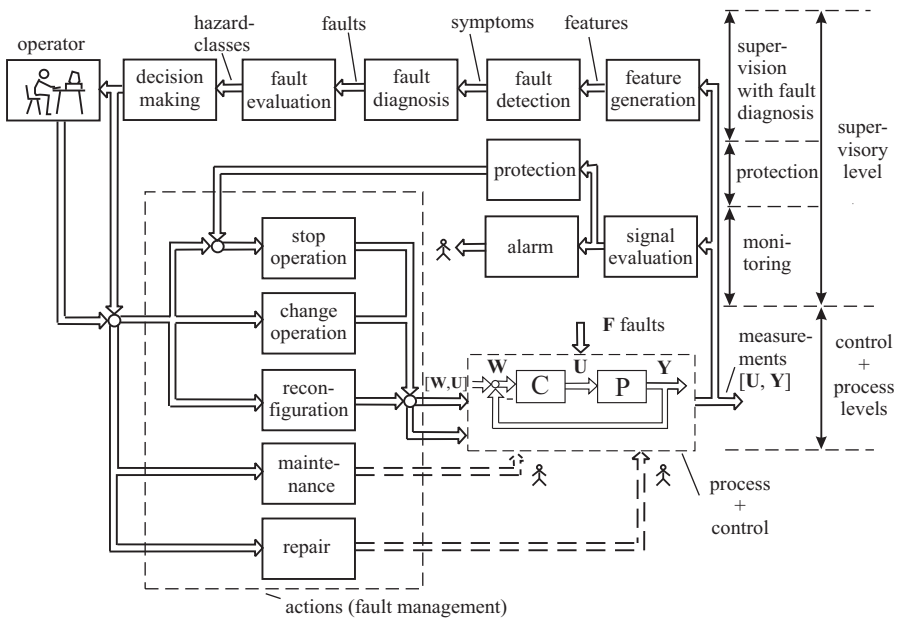 operator
hazard-
classes
faults
symptoms
features
decision
making
fault
evaluation
fault
diagnosis
fault
detection
feature
generation
super-
vision
with fault
diagnosis
super-
visory
level
protection
protection
stop
operation
alarm
signal
evaluation
moni-
toring
change
operation
F faults
measure-
ments
[U, Y]
control
+
process
levels
recon-
figuration
[W,U]
W
C
U
P
Y
mainte-
nance
process
+
control
repair
actions (fault management)